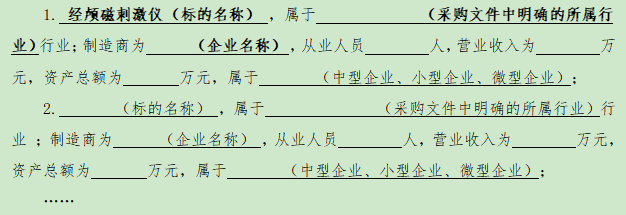 1. 经颅磁刺激仪（标的名称），属于（采购文件中明确的所属行
业）行业；制造商为（企业名称），从业人员人，营业收入为万
元，资产总额为万元，属于（中型企业、小型企业、微型企业）；
2. （标的名称），属于（采购文件中明确的所属行业）行
业；制造商为（企业名称），从业人员人，营业收入为万元，
资产总额为万元，属于（中型企业、小型企业、微型企业）；
……